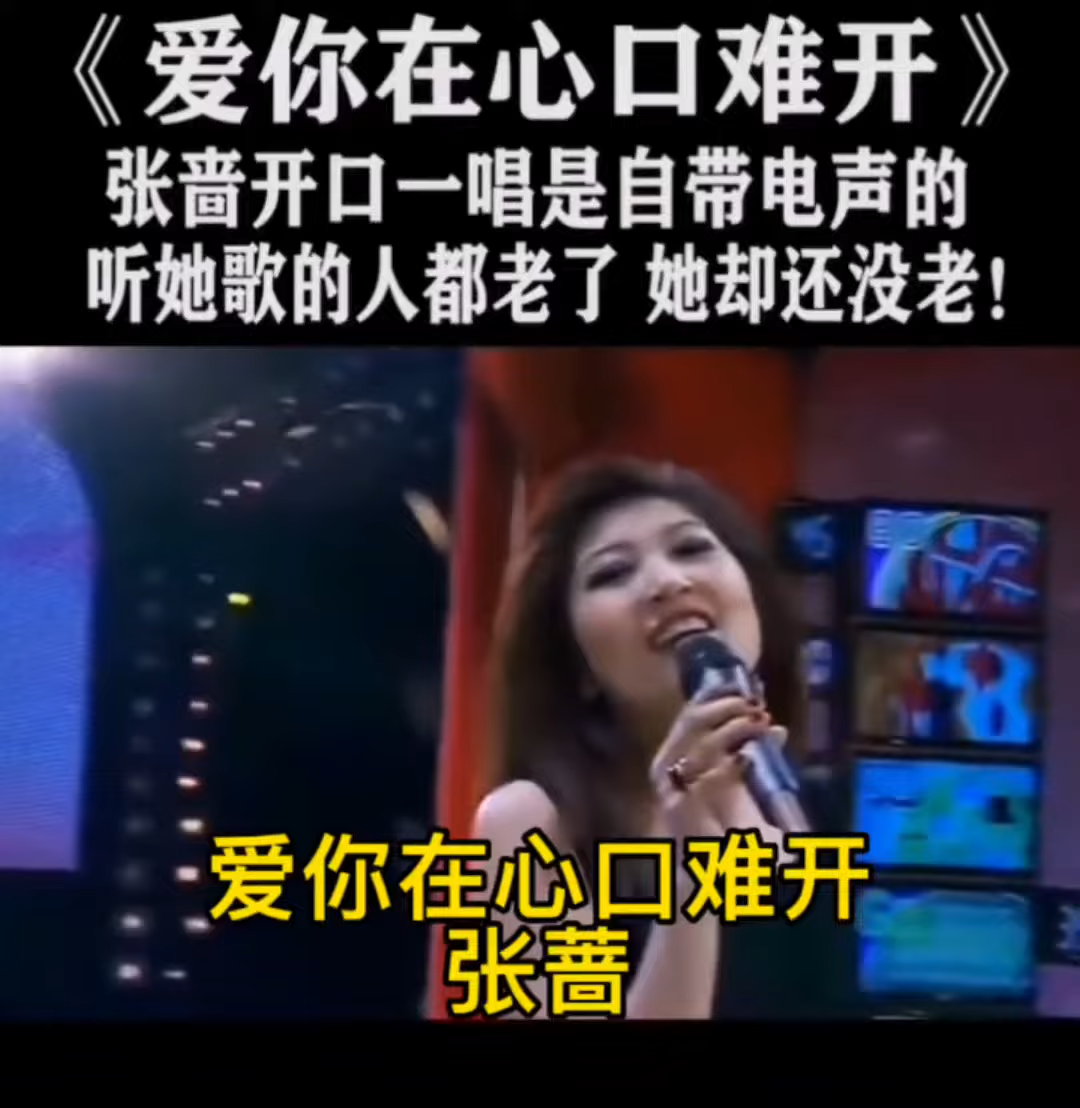 《爱你在心口难开》
张啬开口一唱是自带电声的
听她歌的人都老了 她却还没老!
爱你在心口难开
张蔷